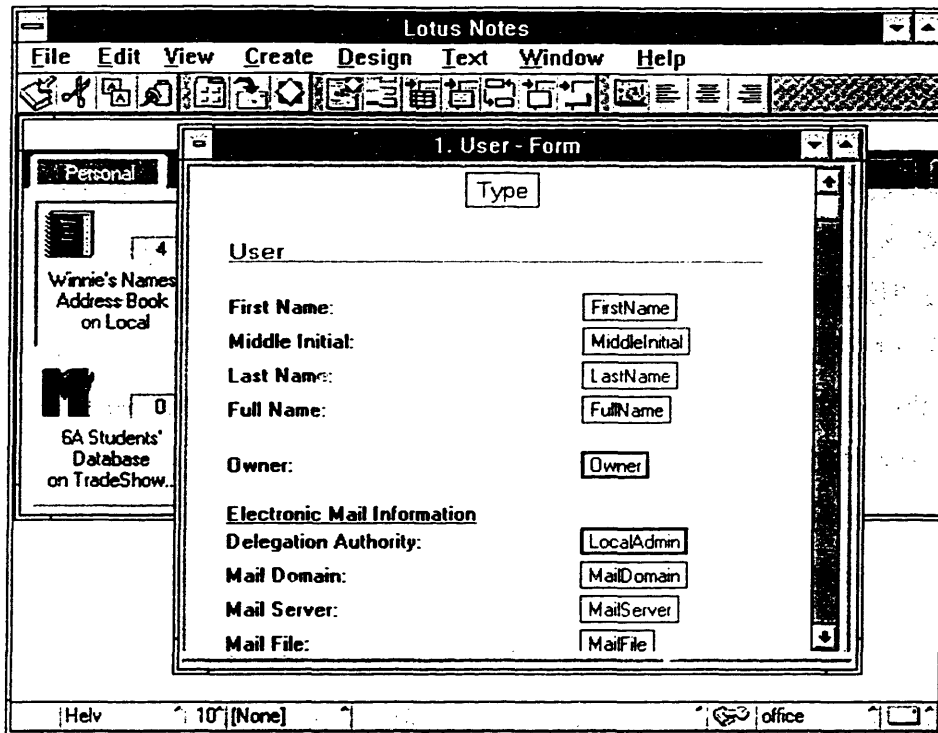 Lotus Notes
File Edit View Create Design Text Window Help
1. User - Form
Personal
Type
4
Winnie's Names
Address Book
on Local
User
First Name: FirstName
Middle Initial: MiddleInitial
Last Name: LastName
Full Name: FullName
0
6A Students'
Database
on TradeShow..
Owner: Owner
Electronic Mail Information
Delegation Authority: LocalAdmin
Mail Domain: MailDomain
Mail Server: MailServer
Mail File: MailFile
Helv 10 [None] office